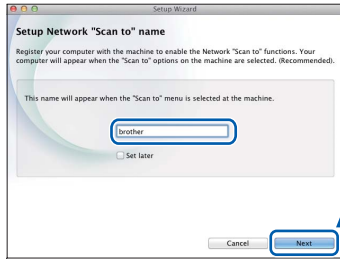 Setup Wizard
Setup Network "Scan to" name
Register your computer with the machine to enable the Network "Scan to" functions. Your
computer will appear when the "Scan to" options on the machine are selected. (Recommended).
This name will appear when the "Scan to" menu is selected at the machine.
brother
Set later
Cancel Next